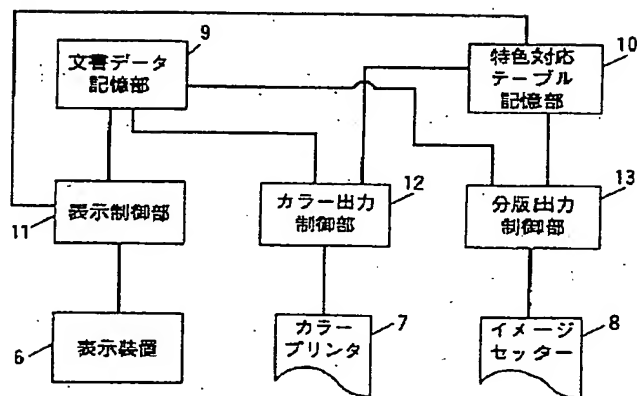 9
文書データ
記憶部
10
特色対応
テーブル
記憶部
11
表示制御部
12
カラー出力
制御部
13
分版出力
制御部
6
表示装置
7
カラー
プリンタ
8
イメージ
セッター